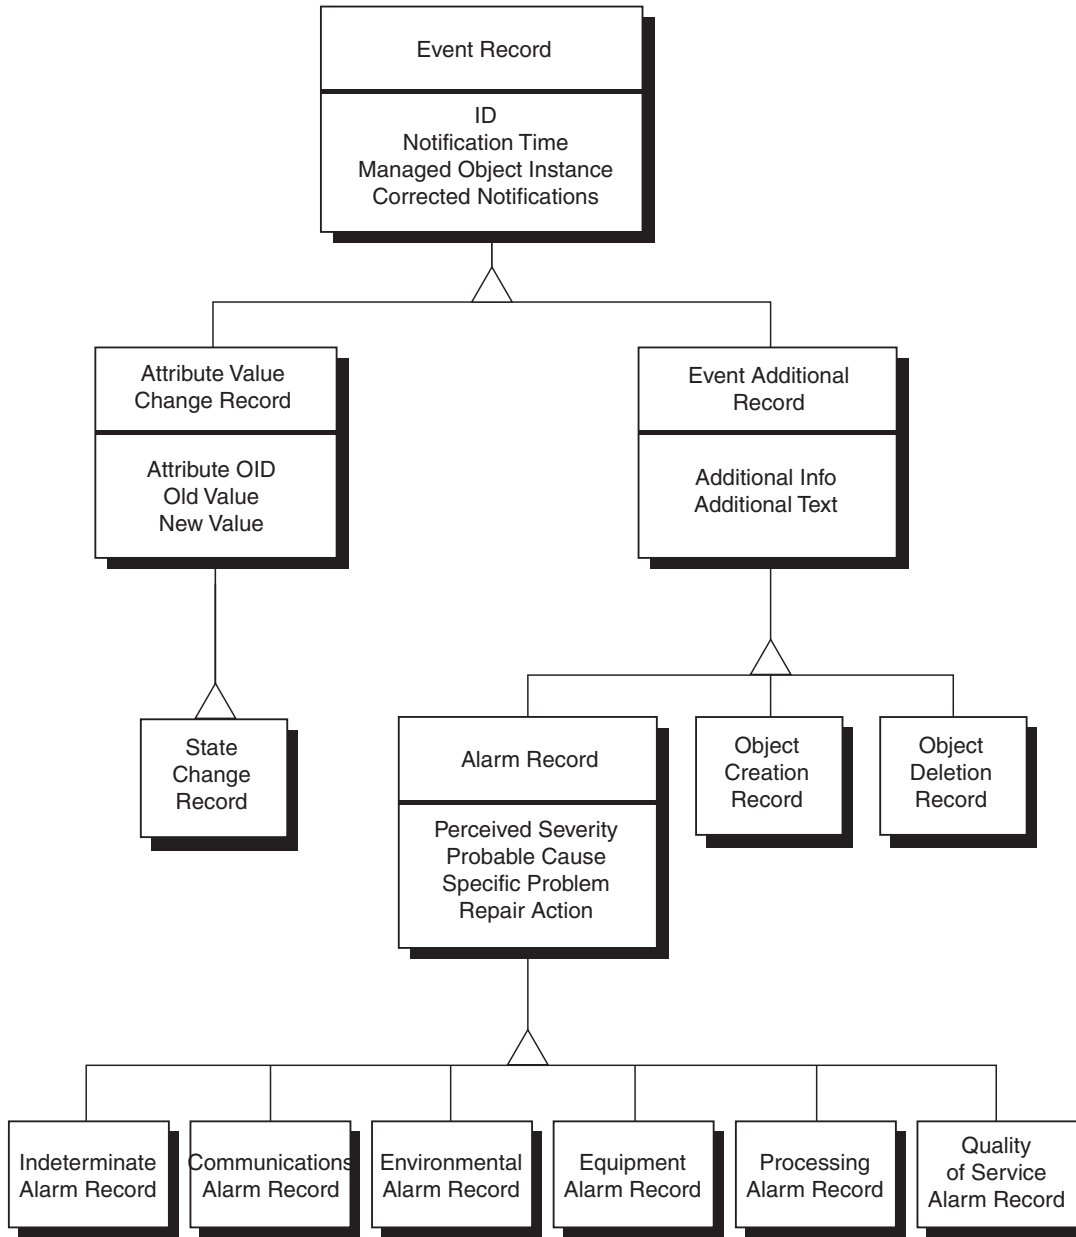 Event Record
ID
Notification Time
Managed Object Instance
Corrected Notifications
Attribute Value
Change Record
Attribute OID
Old Value
New Value
Event Additional
Record
Additional Info
Additional Text
State
Change
Record
Alarm Record
Perceived Severity
Probable Cause
Specific Problem
Repair Action
Object
Creation
Record
Object
Deletion
Record
Indeterminate
Alarm Record
Communications
Alarm Record
Environmental
Alarm Record
Equipment
Alarm Record
Processing
Alarm Record
Quality
of Service
Alarm Record